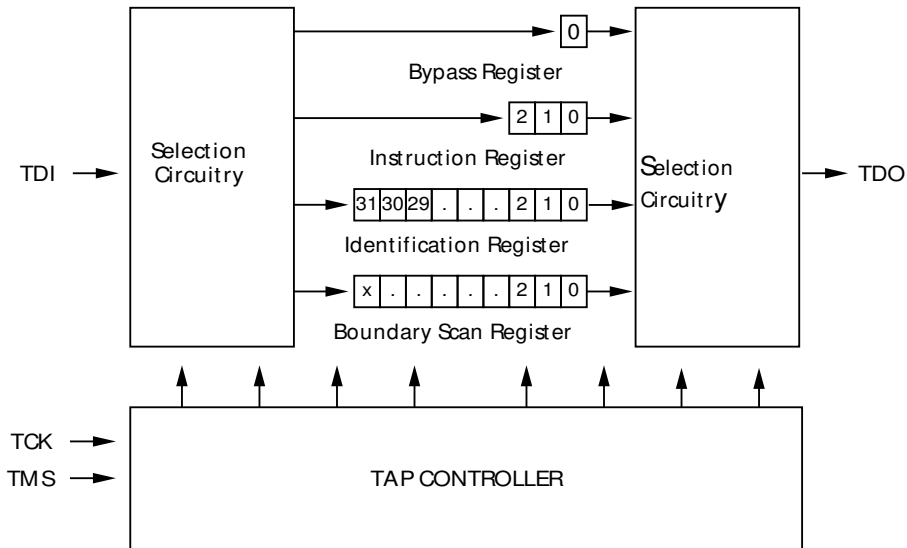 0
Bypass Register
2 1 0
Selection
Circuitry
Instruction Register
TDI
Selection
Circuitry
TDO
31 30 29 . . . 2 1 0
Identification Register
x . . . . . 2 1 0
Boundary Scan Register
TCK
TMS
TAP CONTROLLER